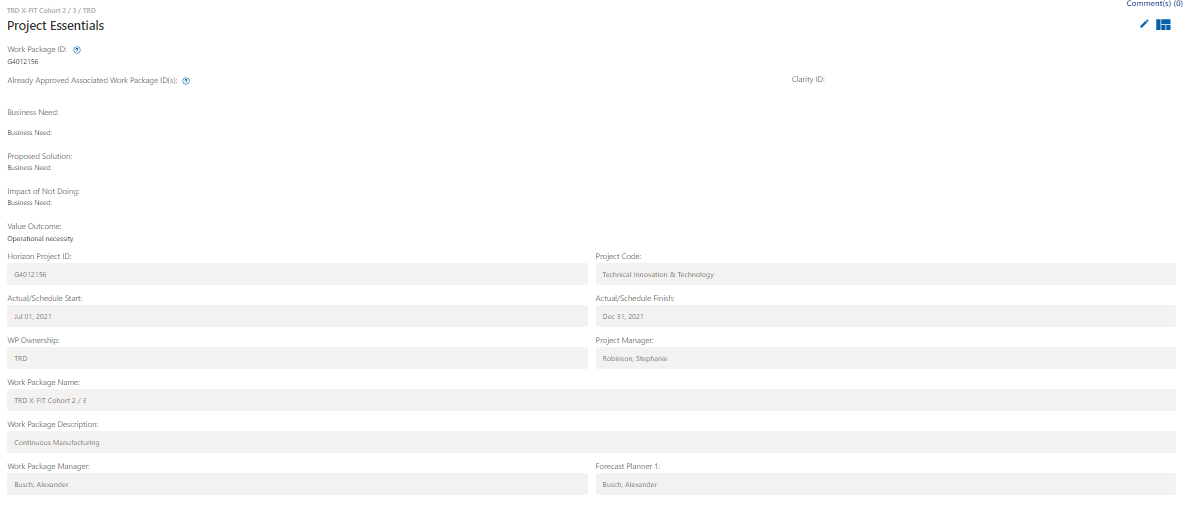 Comment(s) (0)
TRD X-FIT Cohort 2 / 3 / TRD
Project Essentials
Work Package ID:
G4012156
Already Approved Associated Work Package ID(s):
Clarity ID:
Business Need:
Business Need:
Proposed Solution:
Business Need:
Impact of Not Doing:
Business Need:
Value Outcome:
Operational necessity
Horizon Project ID:
Project Code:
G4012156
Technical Innovation & Technology
Actual/Schedule Start:
Actual/Schedule Finish:
Jul 01, 2021
Dec 31, 2021
WP Ownership:
Project Manager:
TRD
Robinson, Stephanie
Work Package Name:
TRD X-FIT Cohort 2 / 3
Work Package Description:
Continuous Manufacturing
Work Package Manager:
Forecast Planner 1:
Busch, Alexander
Busch, Alexander